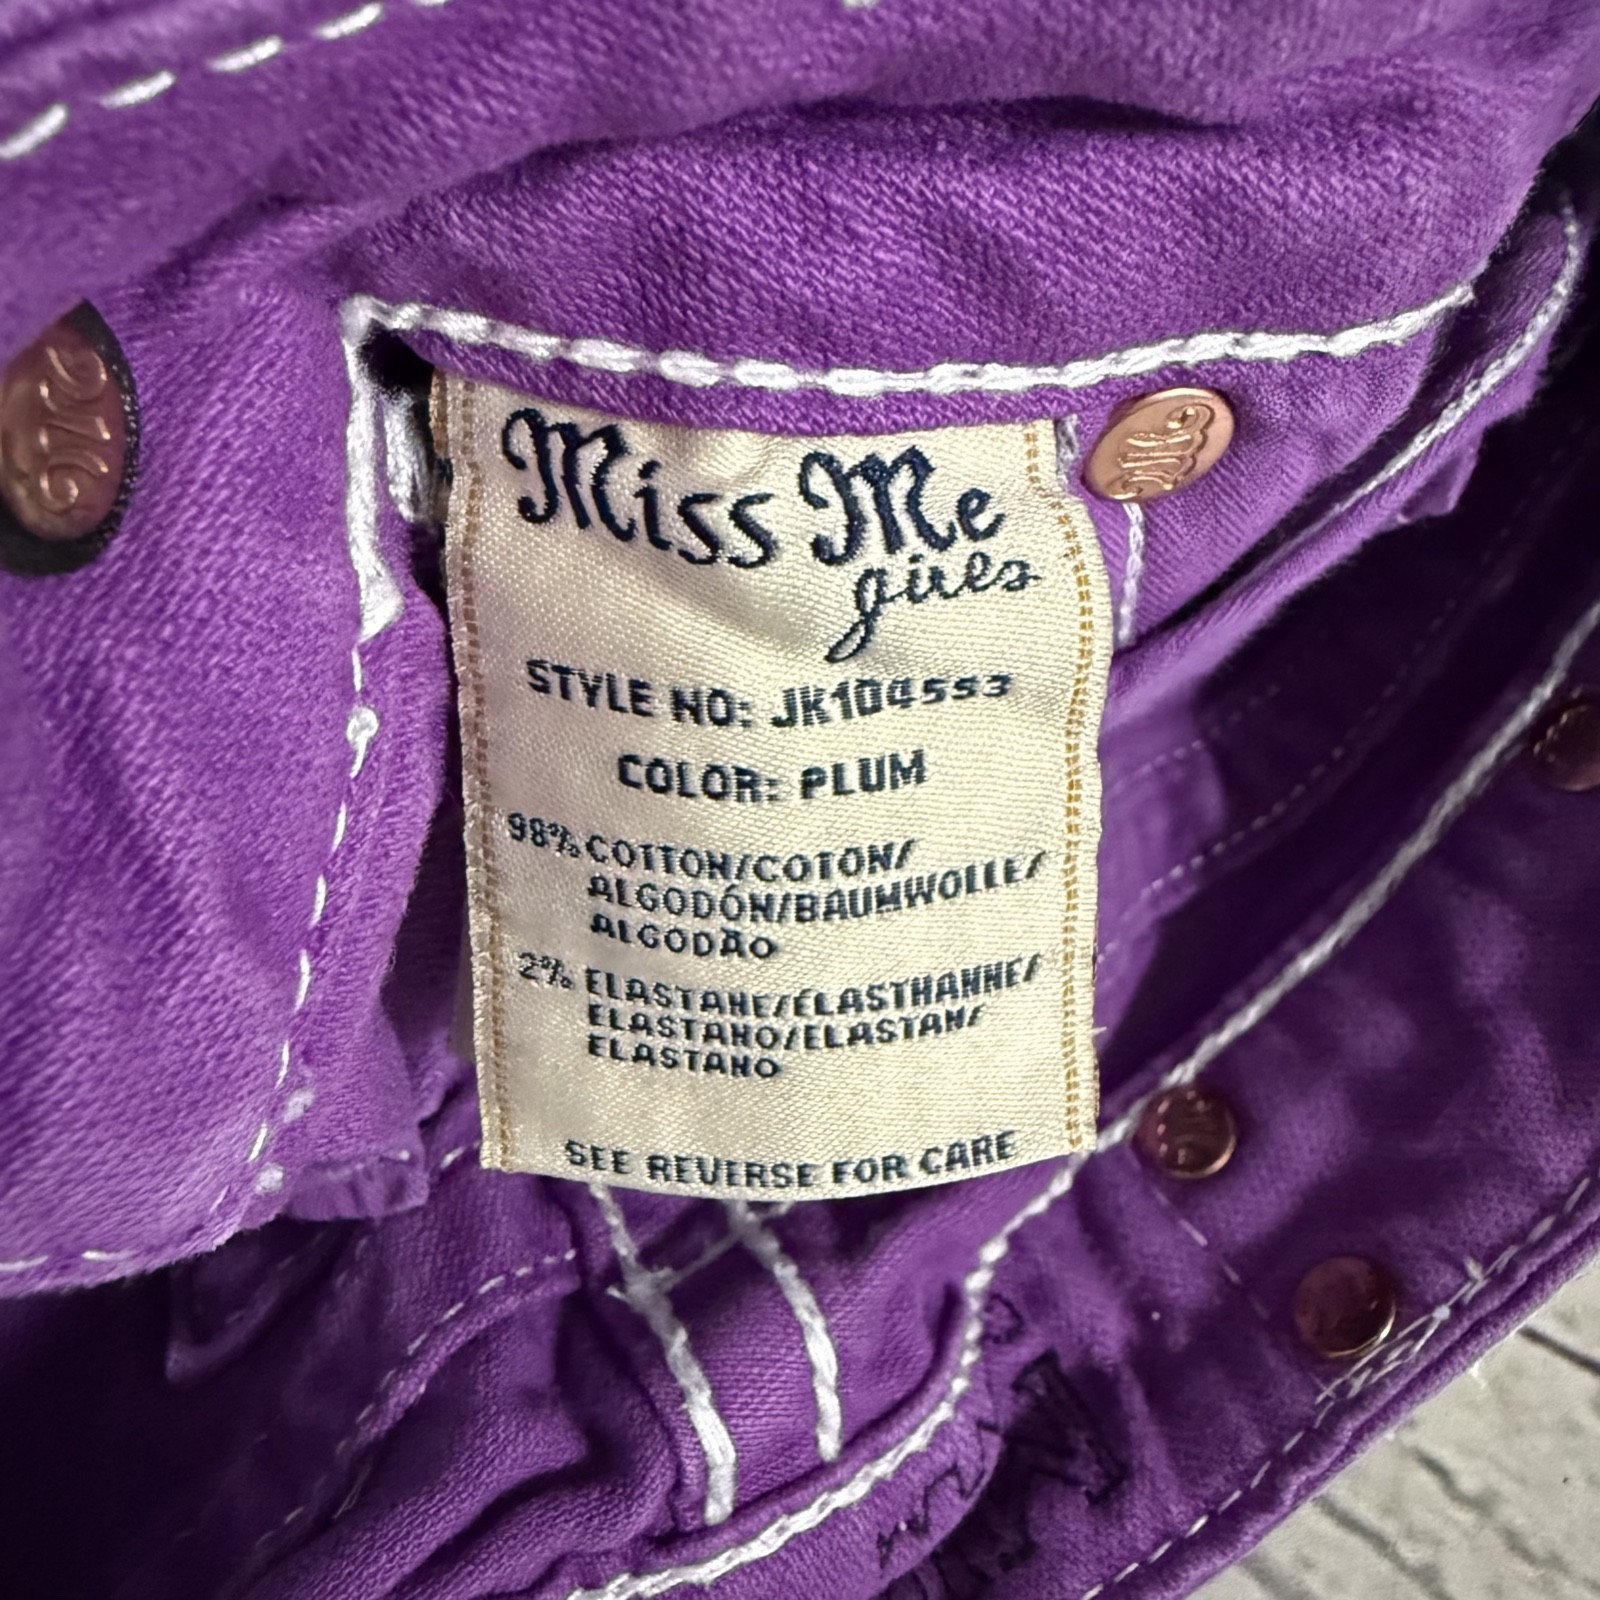 Miss Me
girls
STYLE NO: JK104553
COLOR: PLUM
98% COTTON/COTON/
ALGODÓN/BAUMWOLLE/
ALGODÃO
2% ELASTANE/ÉLASTHANNE/
ELASTANO/ELASTAN/
ELASTANO
SEE REVERSE FOR CARE